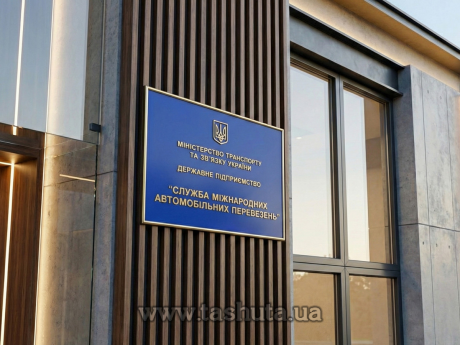 МІНІСТЕРСТВО ТРАНСПОРТУ
ТА ЗВ'ЯЗКУ УКРАЇНИ
ДЕРЖАВНЕ ПІДПРИЄМСТВО
"СЛУЖБА МІЖНАРОДНИХ
АВТОМОБІЛЬНИХ ПЕРЕВЕЗЕНЬ"
www.tashuta.ua